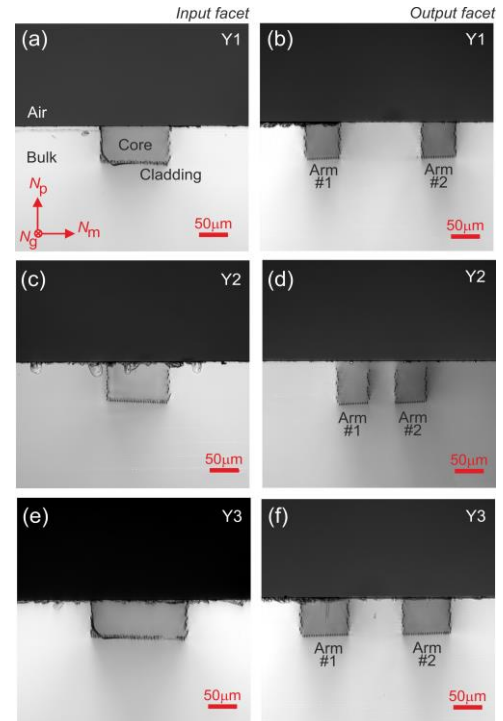 Input facet
Output facet
(a)
Y1
Air
Core
Bulk
Cladding
Np
Ng
Nm
50µm
(b)
Y1
Arm
#1
Arm
#2
50µm
(c)
Y2
50µm
(d)
Y2
Arm
#1
Arm
#2
50µm
(e)
Y3
50µm
(f)
Y3
Arm
#1
Arm
#2
50µm